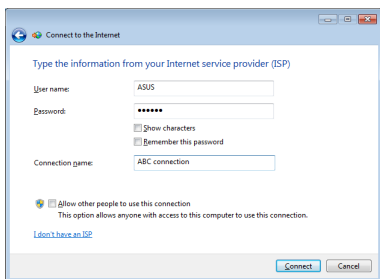 Connect to the Internet
Type the information from your Internet service provider (ISP)
User name: ASUS
Password: ••••••
Show characters
Remember this password
Connection name: ABC connection
Allow other people to use this connection
This option allows anyone with access to this computer to use this connection.
I don't have an ISP
Connect Cancel